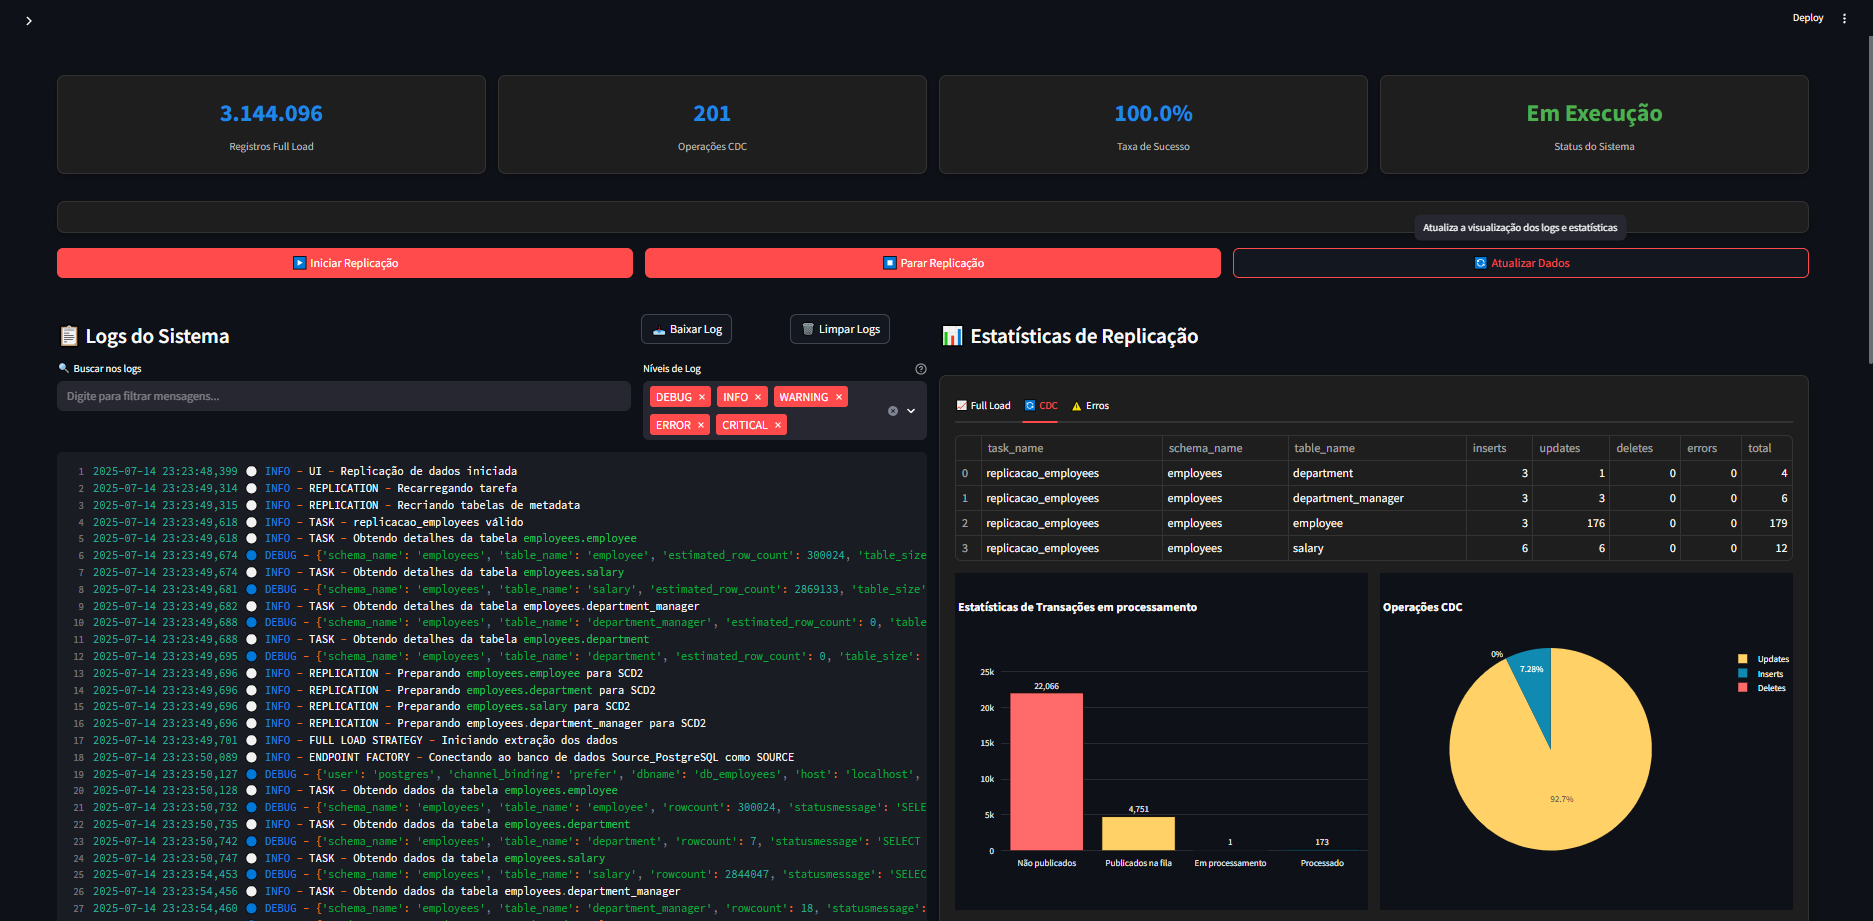 Deploy
3.144.096
Registros Full Load
201
Operações CDC
100.0%
Taxa de Sucesso
Em Execução
Status do Sistema
Atualiza a visualização dos logs e estatísticas
Iniciar Replicação
Parar Replicação
Atualizar Dados
Logs do Sistema
Baixar Log
Limpar Logs
Buscar nos logs
Digite para filtrar mensagens...
Níveis de Log
DEBUG × INFO × WARNING ×
ERROR × CRITICAL ×
1 2025-07-14 23:23:48,399 INFO - UI - Replicação de dados iniciada
2 2025-07-14 23:23:49,314 INFO - REPLICATION - Recarregando tarefa
3 2025-07-14 23:23:49,315 INFO - REPLICATION - Recriando tabelas de metadata
4 2025-07-14 23:23:49,618 INFO - TASK - replicacao_employees válido
5 2025-07-14 23:23:49,618 INFO - TASK - Obtendo detalhes da tabela employees.employee
6 2025-07-14 23:23:49,674 DEBUG - {'schema_name': 'employees', 'table_name': 'employee', 'estimated_row_count': 300024, 'table_size
7 2025-07-14 23:23:49,674 INFO - TASK - Obtendo detalhes da tabela employees.salary
8 2025-07-14 23:23:49,681 DEBUG - {'schema_name': 'employees', 'table_name': 'salary', 'estimated_row_count': 2869133, 'table_size'
9 2025-07-14 23:23:49,682 INFO - TASK - Obtendo detalhes da tabela employees.department_manager
10 2025-07-14 23:23:49,688 DEBUG - {'schema_name': 'employees', 'table_name': 'department_manager', 'estimated_row_count': 0, 'table
11 2025-07-14 23:23:49,688 INFO - TASK - Obtendo detalhes da tabela employees.department
12 2025-07-14 23:23:49,695 DEBUG - {'schema_name': 'employees', 'table_name': 'department', 'estimated_row_count': 0, 'table_size':
13 2025-07-14 23:23:49,696 INFO - REPLICATION - Preparando employees.employee para SCD2
14 2025-07-14 23:23:49,696 INFO - REPLICATION - Preparando employees.department para SCD2
15 2025-07-14 23:23:49,696 INFO - REPLICATION - Preparando employees.salary para SCD2
16 2025-07-14 23:23:49,696 INFO - REPLICATION - Preparando employees.department_manager para SCD2
17 2025-07-14 23:23:49,701 INFO - FULL LOAD STRATEGY - Iniciando extração dos dados
18 2025-07-14 23:23:50,089 INFO - ENDPOINT FACTORY - Conectando ao banco de dados Source_PostgreSQL como SOURCE
19 2025-07-14 23:23:50,127 DEBUG - {'user': 'postgres', 'channel_binding': 'prefer', 'dbname': 'db_employees', 'host': 'localhost',
20 2025-07-14 23:23:50,128 INFO - TASK - Obtendo dados da tabela employees.employee
21 2025-07-14 23:23:50,732 DEBUG - {'schema_name': 'employees', 'table_name': 'employee', 'rowcount': 300024, 'statusmessage': 'SELE
22 2025-07-14 23:23:50,735 INFO - TASK - Obtendo dados da tabela employees.department
23 2025-07-14 23:23:50,742 DEBUG - {'schema_name': 'employees', 'table_name': 'department', 'rowcount': 7, 'statusmessage': 'SELECT
24 2025-07-14 23:23:50,747 INFO - TASK - Obtendo dados da tabela employees.salary
25 2025-07-14 23:23:54,453 DEBUG - {'schema_name': 'employees', 'table_name': 'salary', 'rowcount': 2844047, 'statusmessage': 'SELEC
26 2025-07-14 23:23:54,456 INFO - TASK - Obtendo dados da tabela employees.department_manager
27 2025-07-14 23:23:54,460 DEBUG - {'schema_name': 'employees', 'table_name': 'department_manager', 'rowcount': 18, 'statusmessage':
Estatísticas de Replicação
Full Load CDC Erros
task_name schema_name table_name inserts updates deletes errors total
0 replicacao_employees employees department 3 1 0 0 4
1 replicacao_employees employees department_manager 3 3 0 0 6
2 replicacao_employees employees employee 3 176 0 0 179
3 replicacao_employees employees salary 6 6 0 0 12
Estatísticas de Transações em processamento
25k
20k
15k
10k
5k
0
22,066
4,751
1
173
Não publicados
Publicados na fila
Em processamento
Processado
Operações CDC
0%
7.28%
92.7%
Updates
Inserts
Deletes